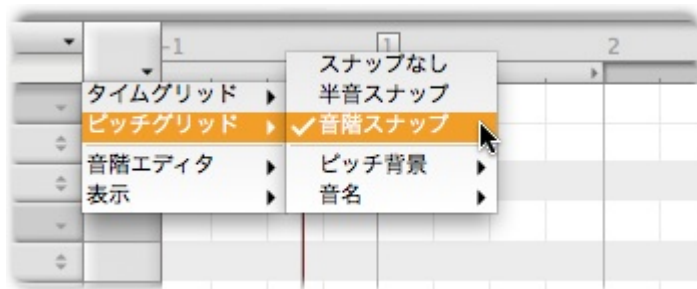 -1 1 2
タイムグリッド
ピッチグリッド
音階エディタ
表示
スナップなし
半音スナップ
音階スナップ
ピッチ背景
音名